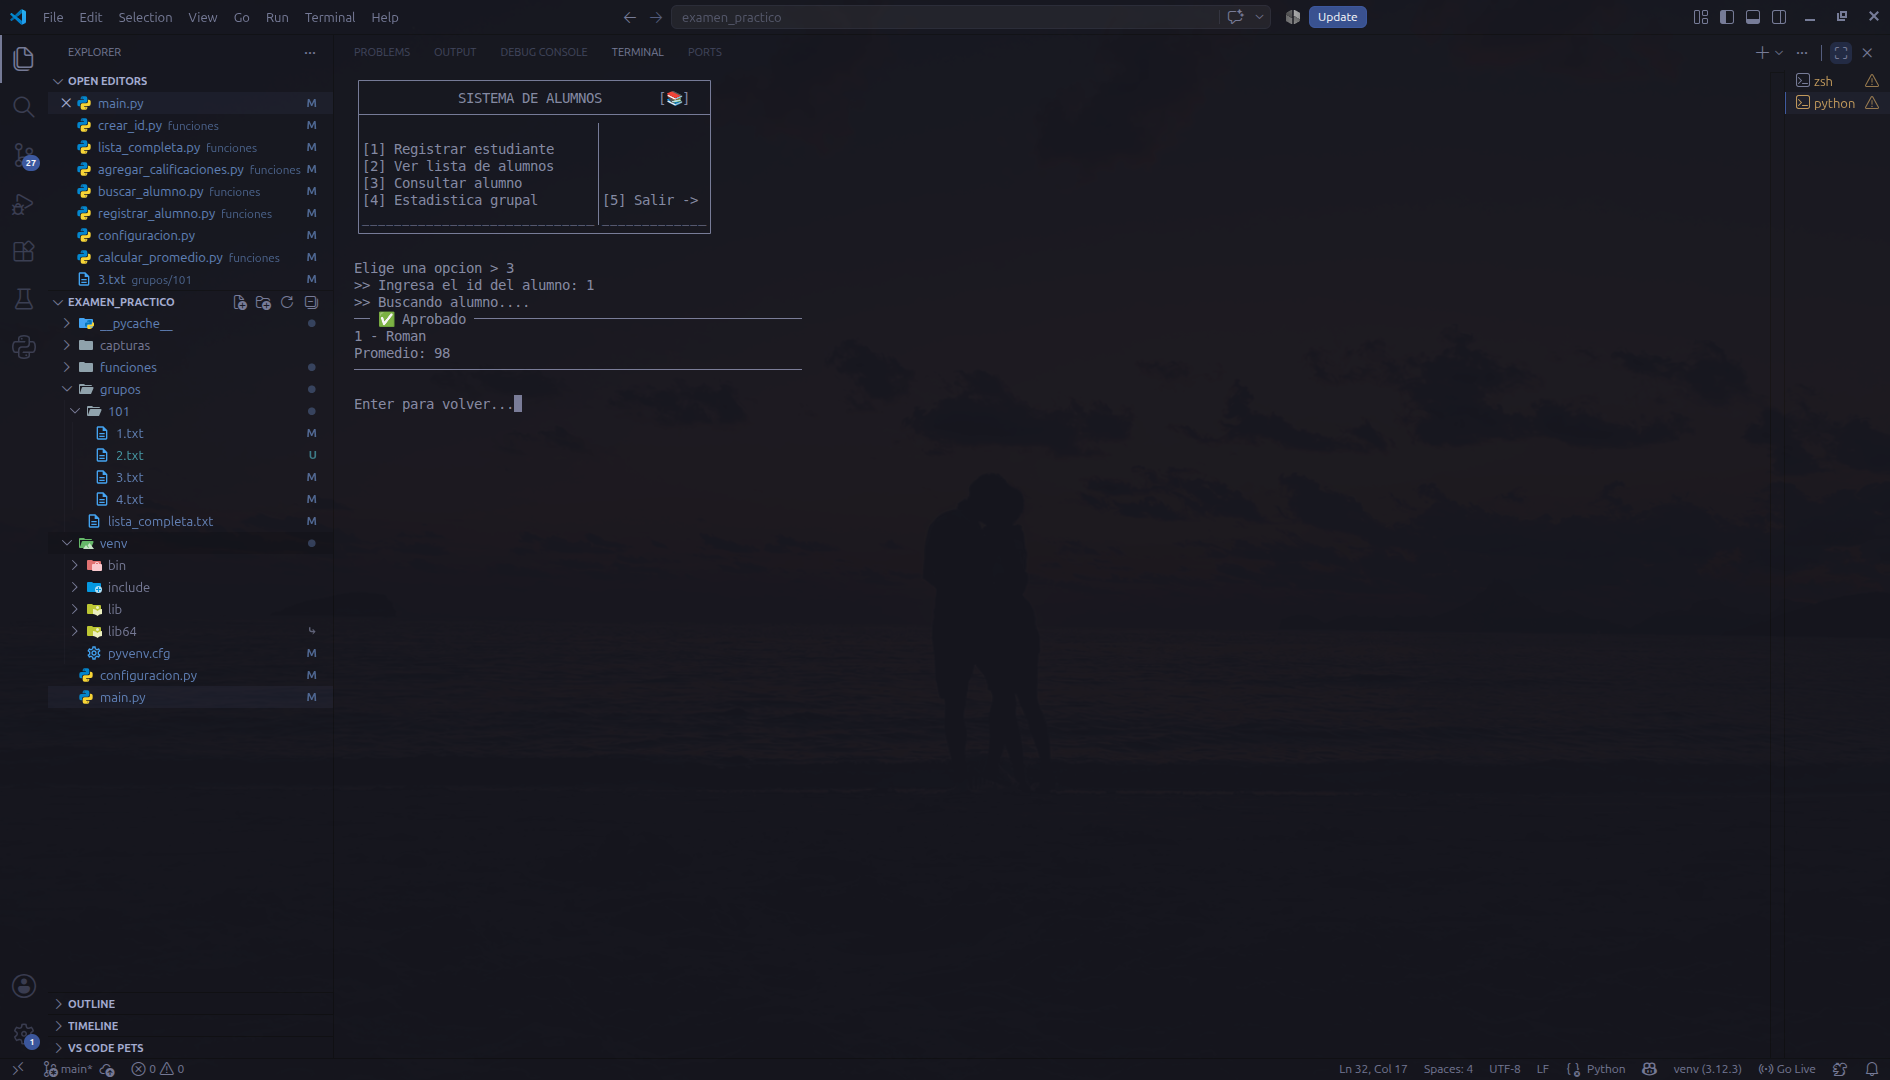 File Edit Selection View Go Run Terminal Help
examen_practico
Update
EXPLORER
PROBLEMS OUTPUT DEBUG CONSOLE TERMINAL PORTS
OPEN EDITORS
main.py M
crear_id.py funciones M
lista_completa.py funciones M
agregar_calificaciones.py funciones M
buscar_alumno.py funciones M
registrar_alumno.py funciones M
configuracion.py M
calcular_promedio.py funciones M
3.txt grupos/101 M
27
EXAMEN_PRACTICO
__pycache__
capturas
funciones
grupos
101
1.txt M
2.txt U
3.txt M
4.txt M
lista_completa.txt M
venv
bin
include
lib
lib64
pyvenv.cfg M
configuracion.py M
main.py M
OUTLINE
TIMELINE
VS CODE PETS
1
SISTEMA DE ALUMNOS [📚]
[1] Registrar estudiante
[2] Ver lista de alumnos
[3] Consultar alumno
[4] Estadistica grupal [5] Salir ->
Elige una opcion > 3
>> Ingresa el id del alumno: 1
>> Buscando alumno....
── ✅ Aprobado ──
1 - Roman
Promedio: 98
Enter para volver...
zsh
python
main* 0 0
Ln 32, Col 17 Spaces: 4 UTF-8 LF { } Python venv (3.12.3) Go Live